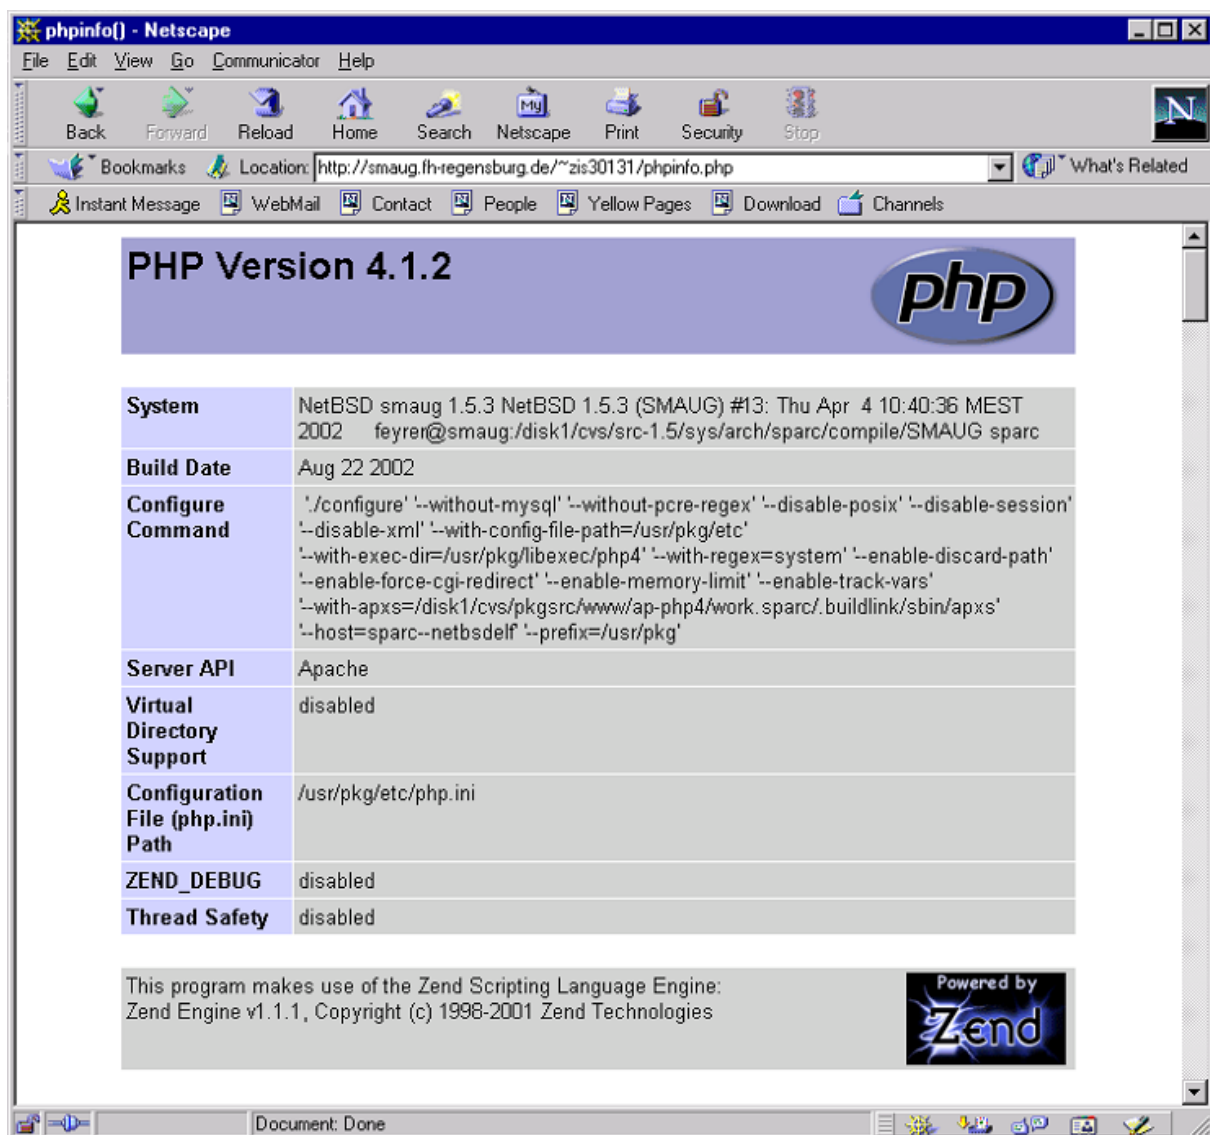 phpinfo() - Netscape
File Edit View Go Communicator Help
Back Forward Reload Home Search Netscape Print Security Stop
My
N
Bookmarks Location: http://smaug.fh-regensburg.de/~zis30131/phpinfo.php What's Related
Instant Message WebMail Contact People Yellow Pages Download Channels
PHP Version 4.1.2
php
System NetBSD smaug 1.5.3 NetBSD 1.5.3 (SMAUG) #13: Thu Apr 4 10:40:36 MEST
2002 feyrer@smaug:/disk1/cvs/src-1.5/sys/arch/sparc/compile/SMAUG sparc
Build Date Aug 22 2002
Configure './configure' '--without-mysql' '--without-pcre-regex' '--disable-posix' '--disable-session'
Command '--disable-xml' '--with-config-file-path=/usr/pkg/etc'
'--with-exec-dir=/usr/pkg/libexec/php4' '--with-regex=system' '--enable-discard-path'
'--enable-force-cgi-redirect' '--enable-memory-limit' '--enable-track-vars'
'--with-apxs=/disk1/cvs/pkgsrc/www/ap-php4/work.sparc/.buildlink/sbin/apxs'
'--host=sparc--netbsdelf' '--prefix=/usr/pkg'
Server API Apache
Virtual disabled
Directory
Support
Configuration /usr/pkg/etc/php.ini
File (php.ini)
Path
ZEND_DEBUG disabled
Thread Safety disabled
This program makes use of the Zend Scripting Language Engine:
Zend Engine v1.1.1, Copyright (c) 1998-2001 Zend Technologies
Powered by
Zend
Document: Done